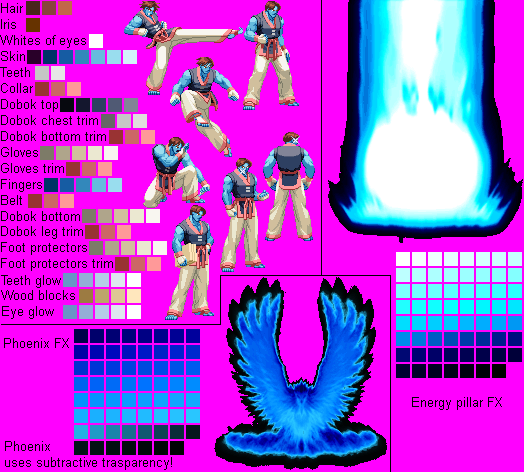 Hair
Iris
Whites of eyes
Skin
Teeth
Collar
Dobok top
Dobok chest trim
Dobok bottom trim
Gloves
Gloves trim
Fingers
Belt
Dobok bottom
Dobok leg trim
Foot protectors
Foot protectors trim
Teeth glow
Wood blocks
Eye glow
Phoenix FX
Phoenix
uses subtractive trasparency!
Energy pillar FX